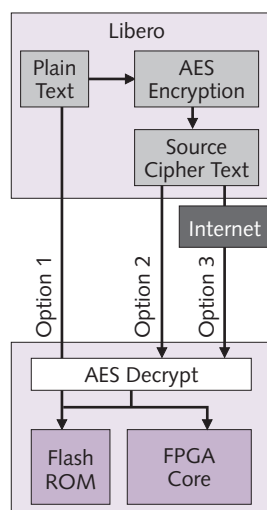 Libero
Plain
Text
AES
Encryption
Source
Cipher Text
Internet
Option 1
Option 2
Option 3
AES Decrypt
Flash
ROM
FPGA
Core